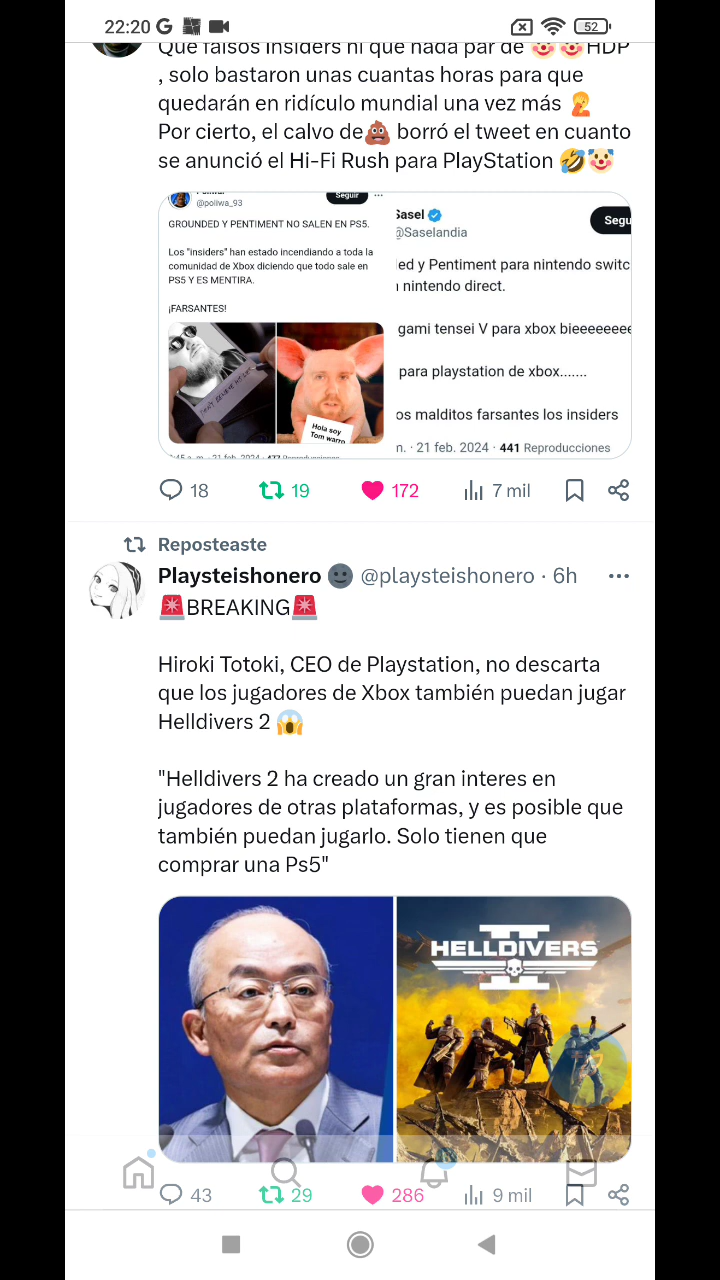 22:20
52
Que falsos insiders ni que nada par de 🤡🤡HDP
, solo bastaron unas cuantas horas para que
quedarán en ridículo mundial una vez más 🤦
Por cierto, el calvo de💩 borró el tweet en cuanto
se anunció el Hi-Fi Rush para PlayStation 🤣🤡
@poliwa_93
Seguir
GROUNDED Y PENTIMENT NO SALEN EN PS5.
Los "insiders" han estado incendiando a toda la
comunidad de Xbox diciendo que todo sale en
PS5 Y ES MENTIRA.
¡FARSANTES!
Hola soy
Tom warro
21 feb. 2024 · 477 Reproducciones
Sasel
Segu
@Saselandia
ed y Pentiment para nintendo switc
nintendo direct.
gami tensei V para xbox bieeeeeeee
para playstation de xbox.......
os malditos farsantes los insiders
n. · 21 feb. 2024 · 441 Reproducciones
18 19 172 7 mil
Reposteaste
Playsteishonero 🌚 @playsteishonero · 6h
🚨BREAKING🚨
Hiroki Totoki, CEO de Playstation, no descarta
que los jugadores de Xbox también puedan jugar
Helldivers 2 😱
"Helldivers 2 ha creado un gran interes en
jugadores de otras plataformas, y es posible que
también puedan jugarlo. Solo tienen que
comprar una Ps5"
II
HELLDIVERS
43 29 286 9 mil